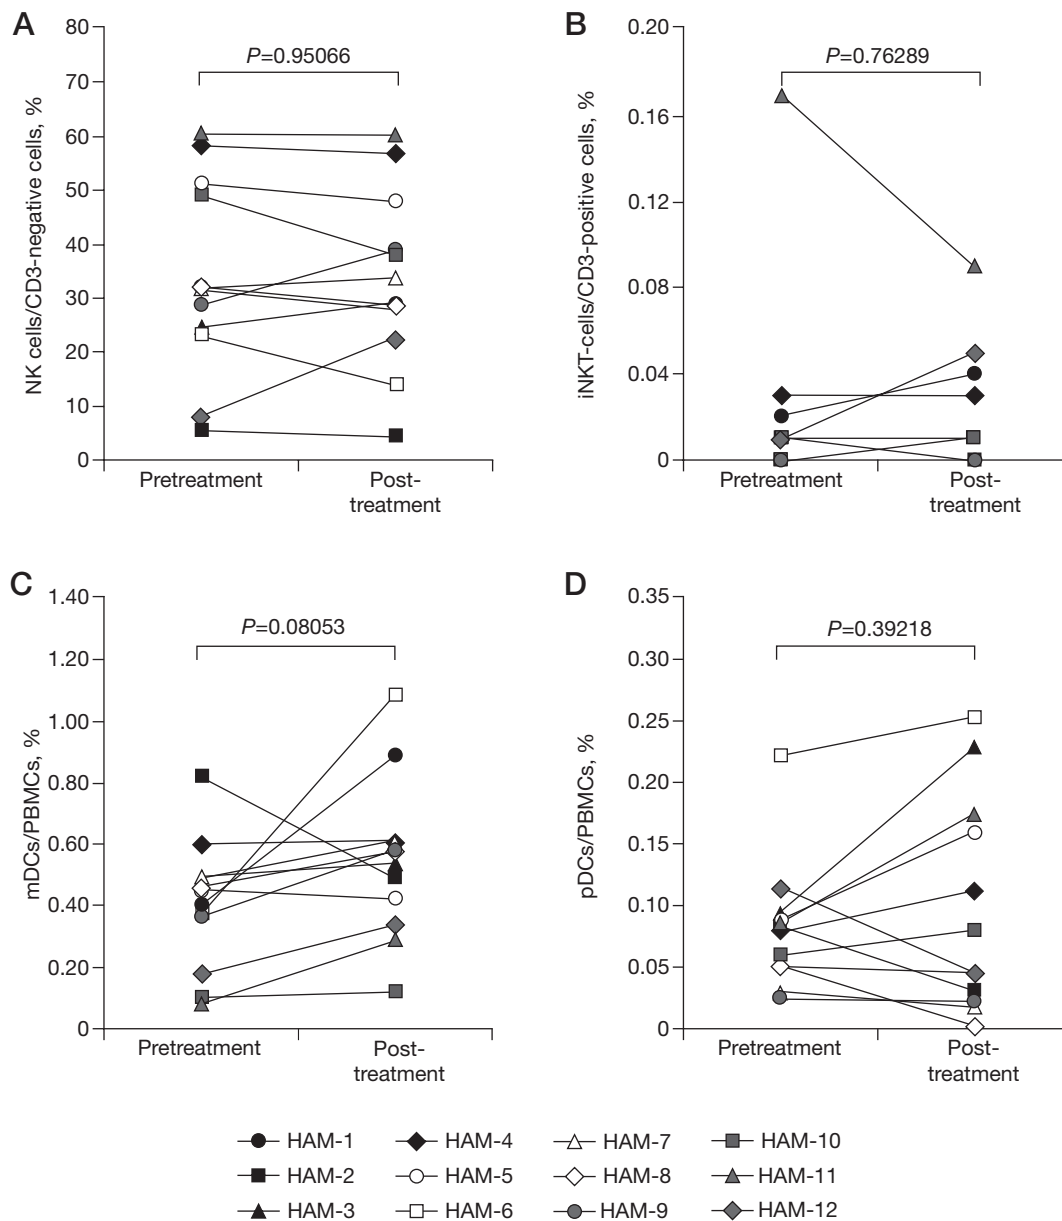 A
NK cells/CD3-negative cells, %
80
70
60
50
40
30
20
10
0
P=0.95066
Pretreatment
Post-
treatment
B
iNKT-cells/CD3-positive cells, %
0.20
0.16
0.12
0.08
0.04
0
P=0.76289
Pretreatment
Post-
treatment
C
mDCs/PBMCs, %
1.40
1.20
1.00
0.80
0.60
0.40
0.20
0
P=0.08053
Pretreatment
Post-
treatment
D
pDCs/PBMCs, %
0.35
0.30
0.25
0.20
0.15
0.10
0.05
0
P=0.39218
Pretreatment
Post-
treatment
HAM-1 HAM-4 HAM-7 HAM-10
HAM-2 HAM-5 HAM-8 HAM-11
HAM-3 HAM-6 HAM-9 HAM-12